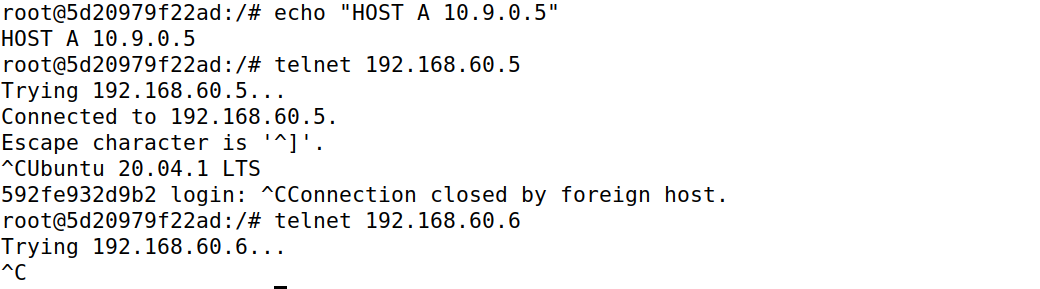 root@5d20979f22ad:/# echo "HOST A 10.9.0.5"
HOST A 10.9.0.5
root@5d20979f22ad:/# telnet 192.168.60.5
Trying 192.168.60.5...
Connected to 192.168.60.5.
Escape character is '^]'.
^CUbuntu 20.04.1 LTS
592fe932d9b2 login: ^CConnection closed by foreign host.
root@5d20979f22ad:/# telnet 192.168.60.6
Trying 192.168.60.6...
^C